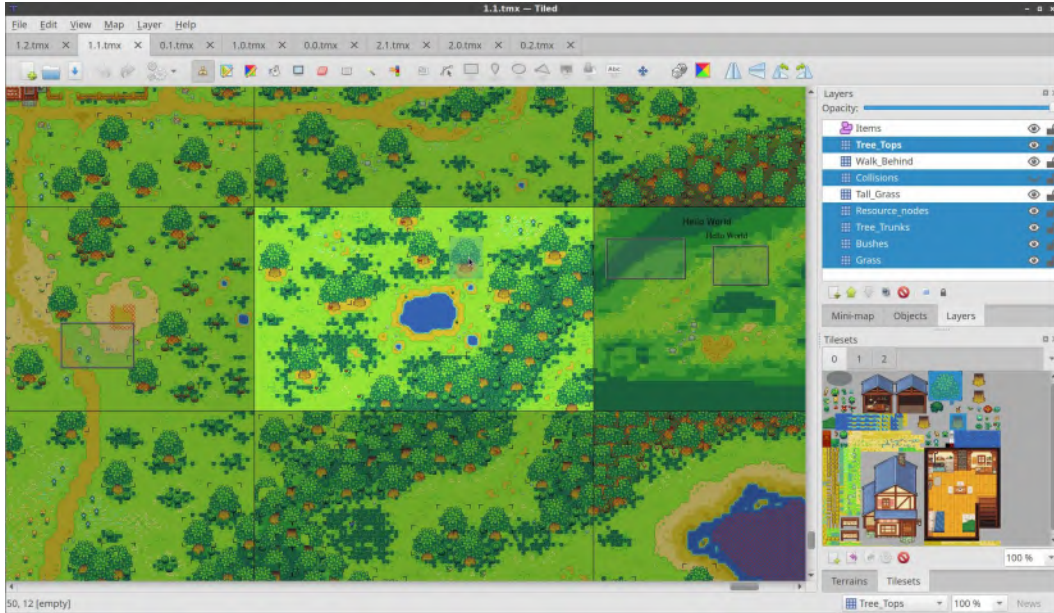 1.1.tmx — Tiled
File Edit View Map Layer Help
1.2.tmx 1.1.tmx 0.1.tmx 1.0.tmx 0.0.tmx 2.1.tmx 2.0.tmx 0.2.tmx
Abc
Layers
Opacity:
Items
Tree_Tops
Walk_Behind
Collisions
Tall_Grass
Resource_nodes
Tree_Trunks
Bushes
Grass
Mini-map Objects Layers
Hello World
Hello World
Tilesets
0 1 2
100 %
Terrains Tilesets
50, 12 [empty]
Tree_Tops 100 % News